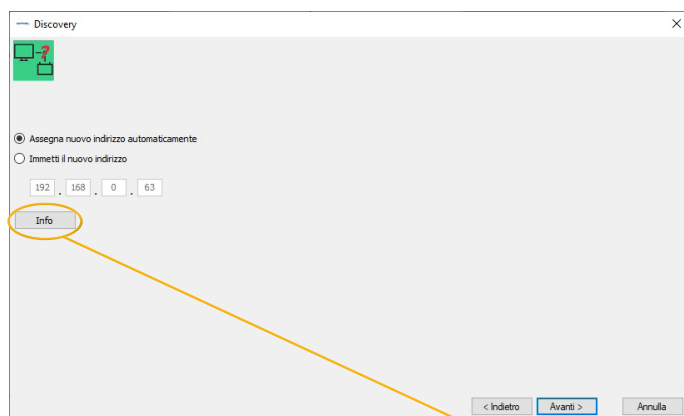 Discovery
Assegna nuovo indirizzo automaticamente
Immetti il nuovo indirizzo
192 . 168 . 0 . 63
Info
< Indietro Avanti > Annulla